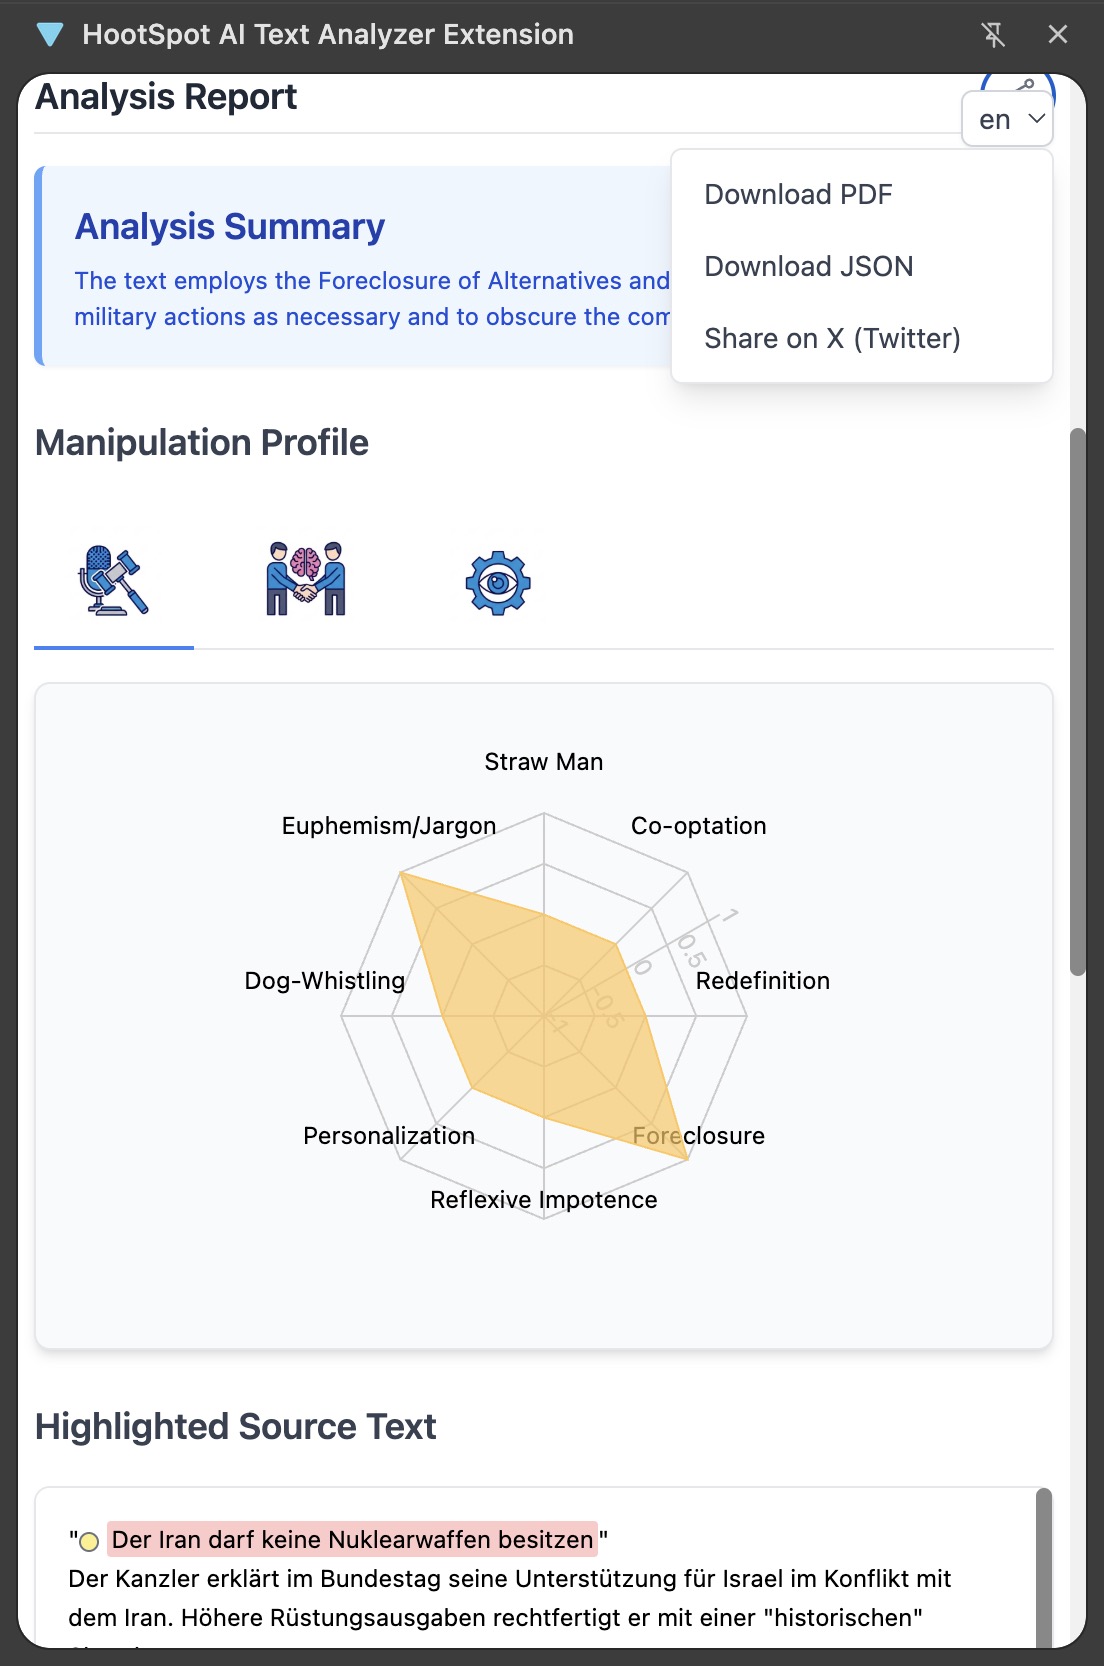 HootSpot AI Text Analyzer Extension
Analysis Report
en
Download PDF
Download JSON
Share on X (Twitter)
Analysis Summary
The text employs the Foreclosure of Alternatives and
military actions as necessary and to obscure the com
Manipulation Profile
Straw Man
Euphemism/Jargon
Co-optation
1
0.5
0
-0.5
-1
Dog-Whistling
Redefinition
Personalization
Foreclosure
Reflexive Impotence
Highlighted Source Text
"Der Iran darf keine Nuklearwaffen besitzen"
Der Kanzler erklärt im Bundestag seine Unterstützung für Israel im Konflikt mit
dem Iran. Höhere Rüstungsausgaben rechtfertigt er mit einer "historischen"